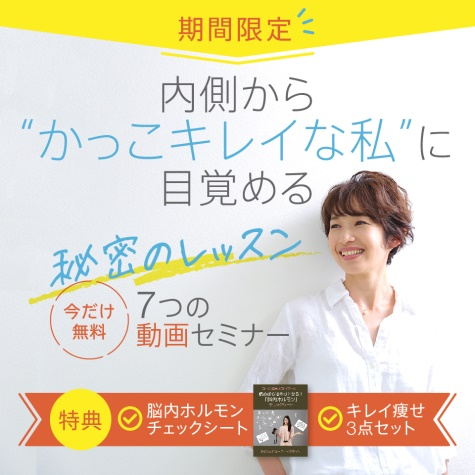 期間限定
内側から
“かっこキレイな私”に
目覚める
秘密のレッスン
今だけ
無料
7つの
動画セミナー
特典
脳内ホルモン
チェックシート
キレイ痩せ
3点セット